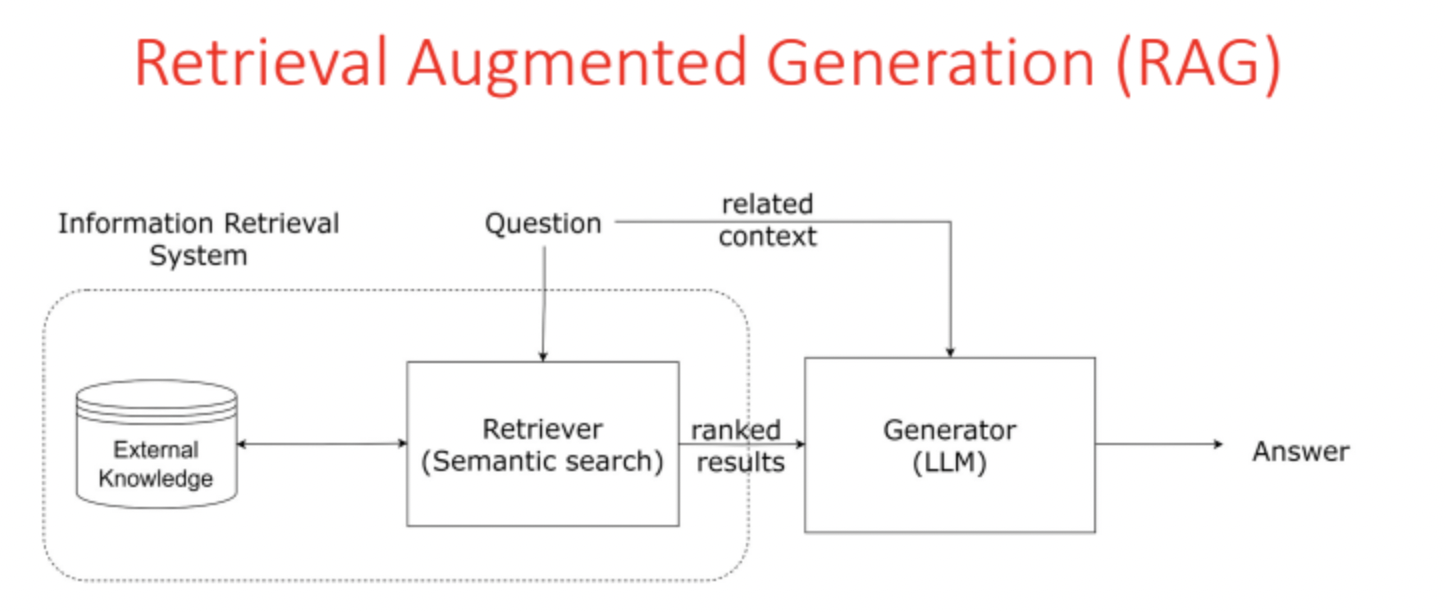 Retrieval Augmented Generation (RAG)
Information Retrieval
System
Question
related
context
External
Knowledge
Retriever
(Semantic search)
ranked
results
Generator
(LLM)
Answer